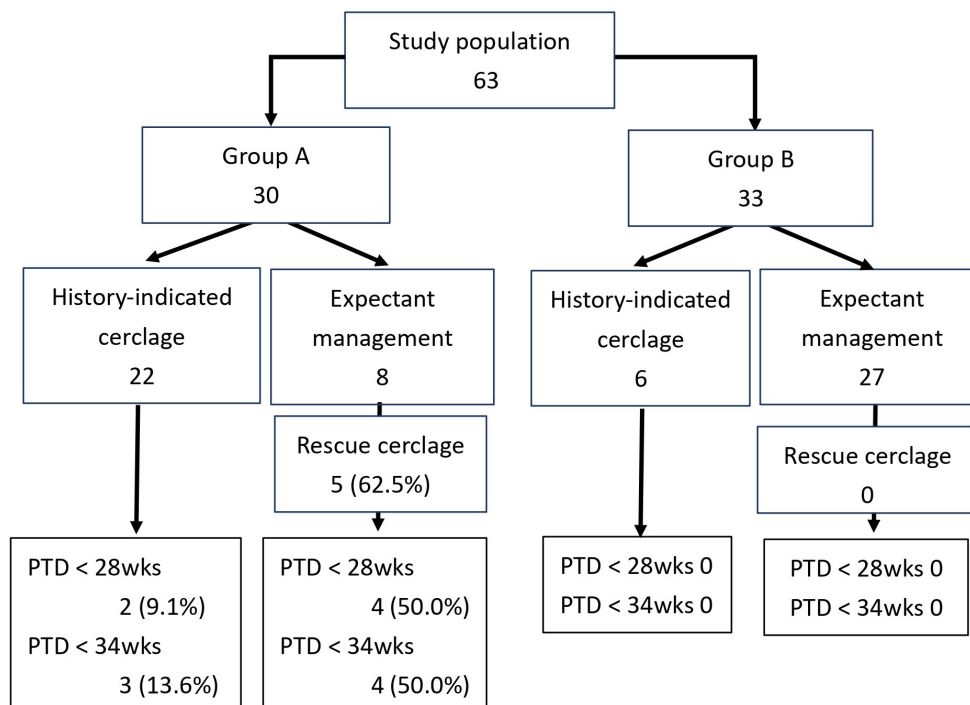 Study population
63
Group A
30
Group B
33
History-indicated
cerclage
22
Expectant
management
8
History-indicated
cerclage
6
Expectant
management
27
Rescue cerclage
5 (62.5%)
Rescue cerclage
0
PTD < 28wks
2 (9.1%)
PTD < 34wks
3 (13.6%)
PTD < 28wks
4 (50.0%)
PTD < 34wks
4 (50.0%)
PTD < 28wks 0
PTD < 34wks 0
PTD < 28wks 0
PTD < 34wks 0